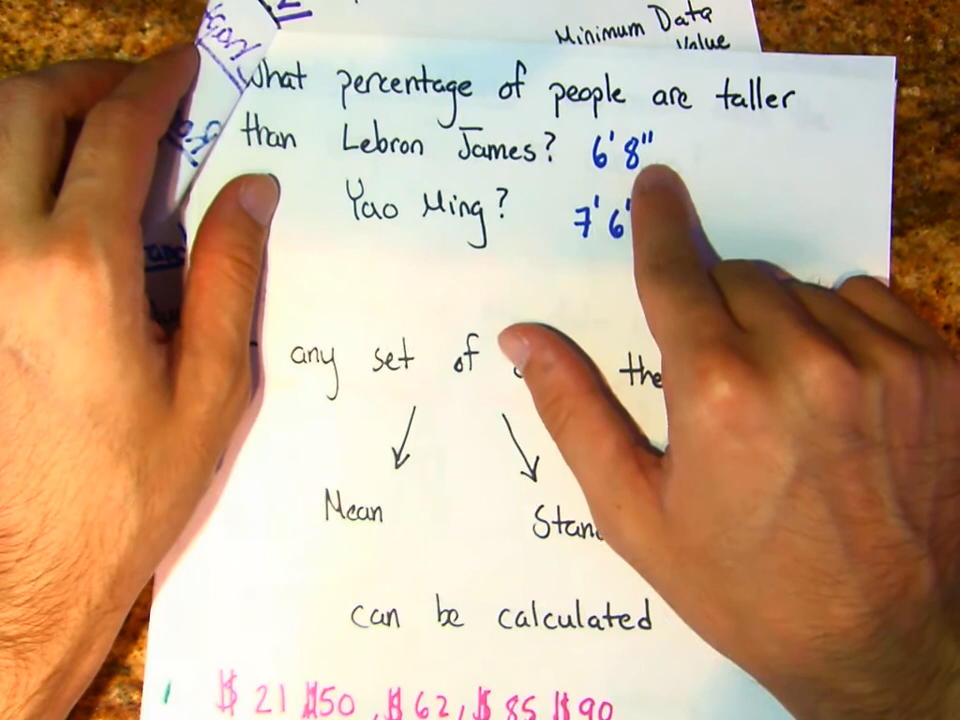 Minimum Data
Value
What percentage of people are taller
than Lebron James? 6'8"
Yao Ming? 7'6'
any set of the
Mean
can be calculated
$ 21 $50, $62, $85 $90